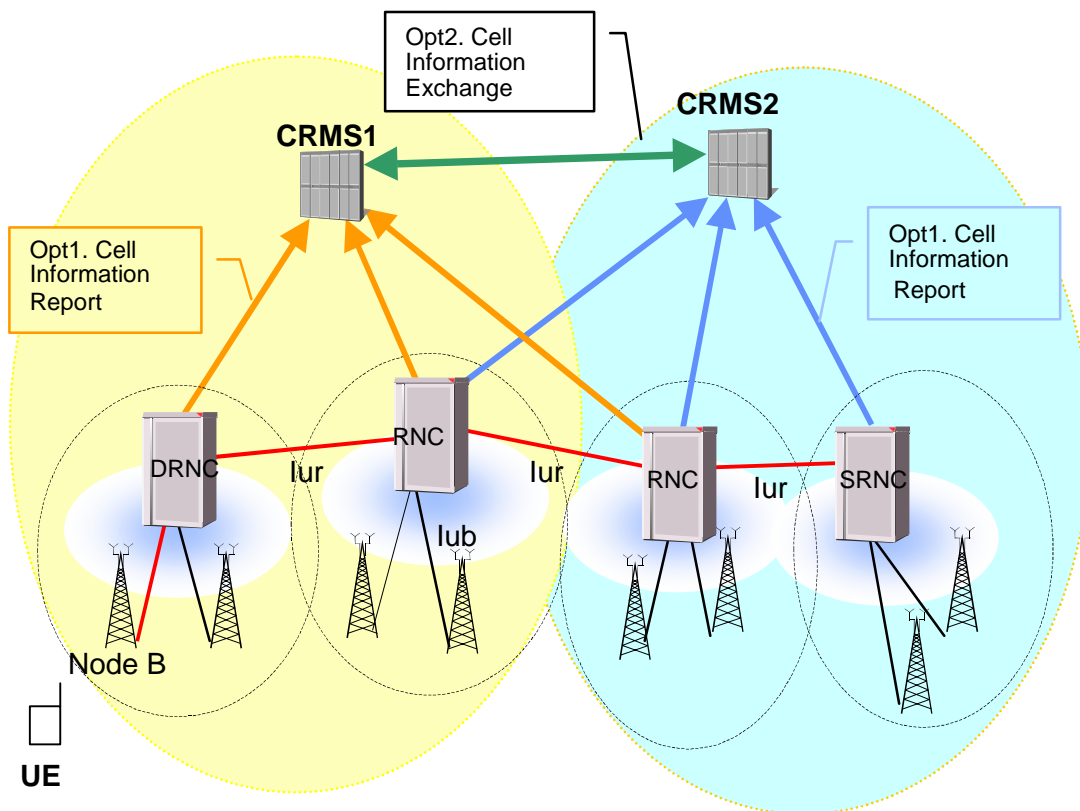 Opt2. Cell
Information
Exchange
CRMS1
CRMS2
Opt1. Cell
Information
Report
Opt1. Cell
Information
Report
DRNC
RNC
RNC
SRNC
Iur
Iur
Iur
Iub
Node B
UE